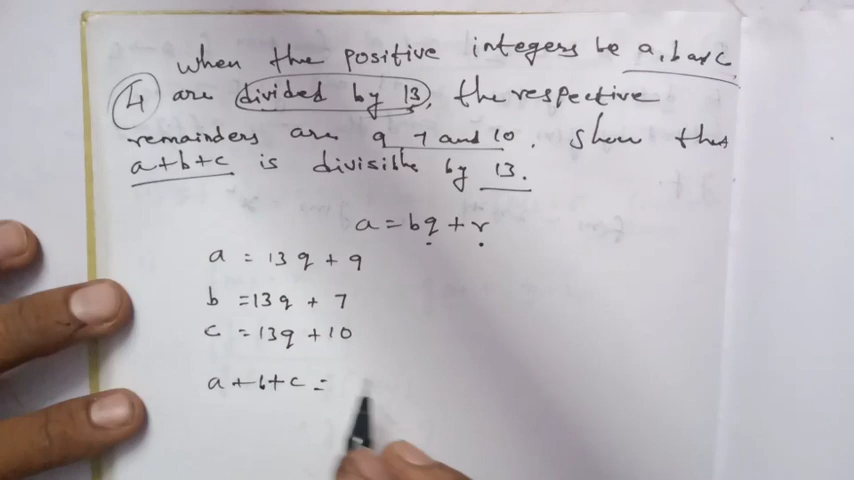 when the positive integers be a, b and c
4 are divided by 13, the respective
remainders are 9 7 and 10. Show that
a+b+c is divisible by 13.
a = bq + r
a = 13q + 9
b = 13q + 7
c = 13q + 10
a + b + c =